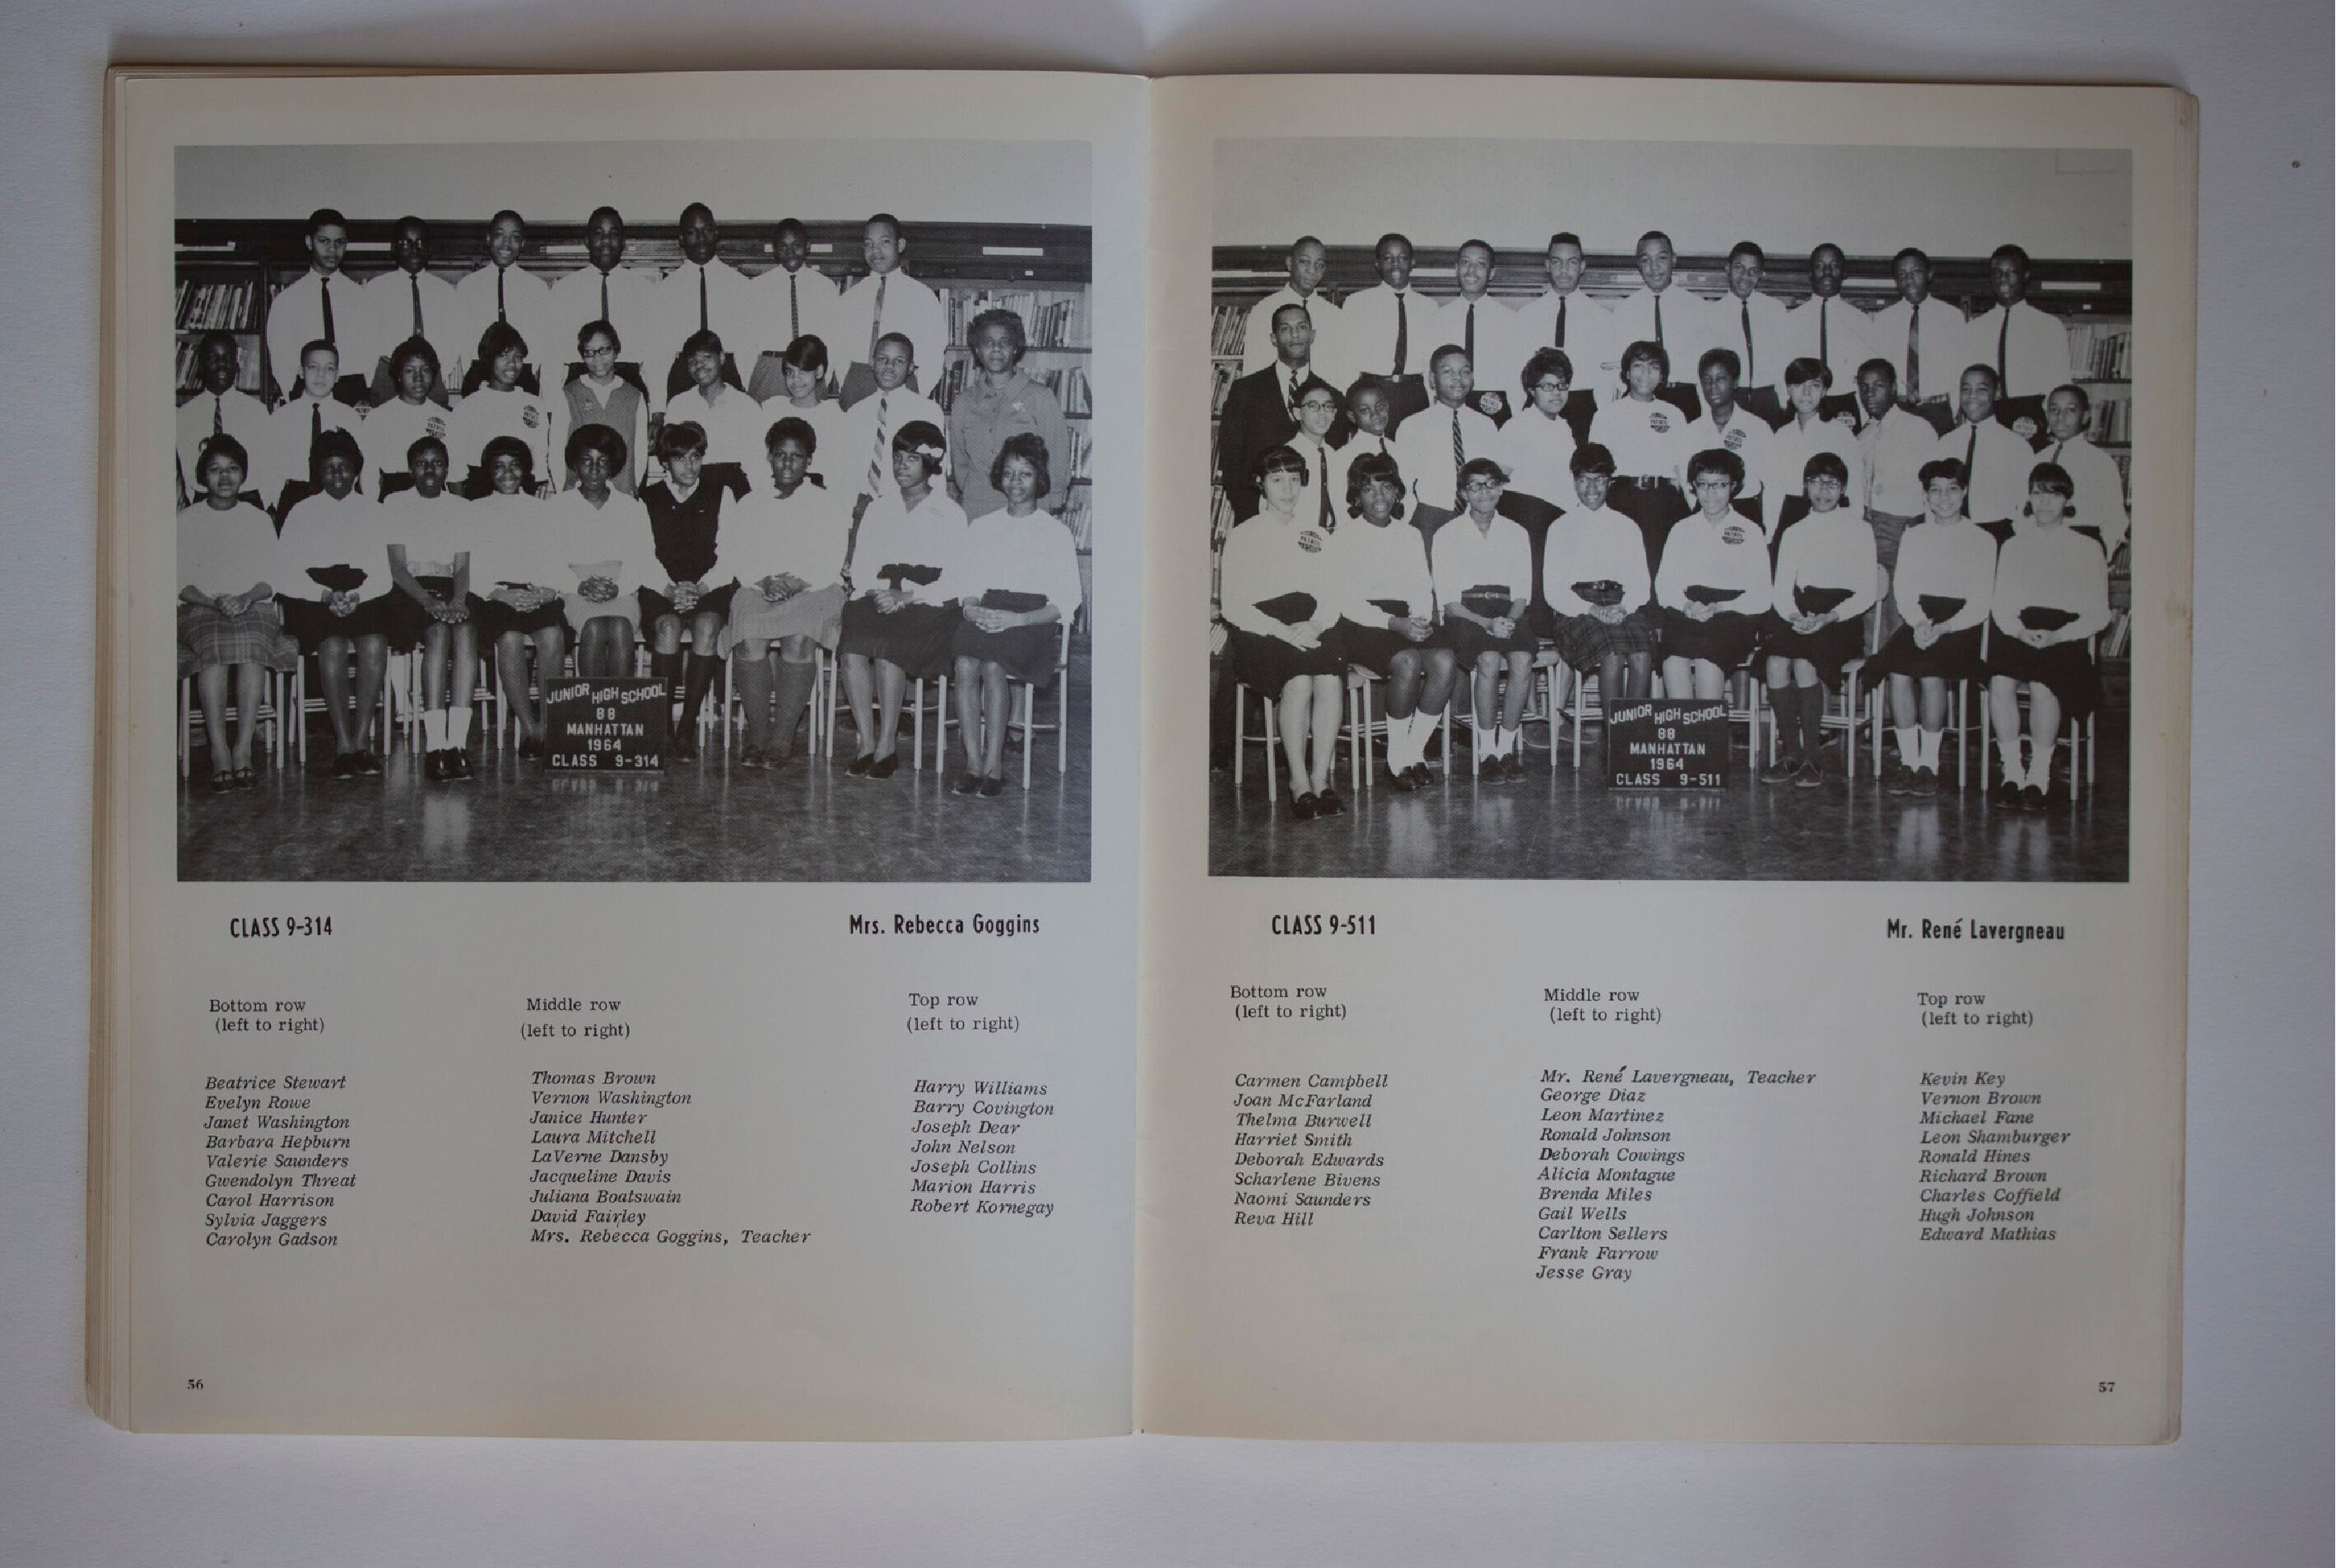 JUNIOR HIGH SCHOOL
88
MANHATTAN
1964
CLASS 9-314
CLASS 9-314
Mrs. Rebecca Goggins
Bottom row
(left to right)
Beatrice Stewart
Evelyn Rowe
Janet Washington
Barbara Hepburn
Valerie Saunders
Gwendolyn Threat
Carol Harrison
Sylvia Jaggers
Carolyn Gadson
Middle row
(left to right)
Thomas Brown
Vernon Washington
Janice Hunter
Laura Mitchell
LaVerne Dansby
Jacqueline Davis
Juliana Boatswain
David Fairley
Mrs. Rebecca Goggins, Teacher
Top row
(left to right)
Harry Williams
Barry Covington
Joseph Dear
John Nelson
Joseph Collins
Marion Harris
Robert Kornegay
56
JUNIOR HIGH SCHOOL
88
MANHATTAN
1964
CLASS 9-511
CLASS 9-511
Mr. René Lavergneau
Bottom row
(left to right)
Carmen Campbell
Joan McFarland
Thelma Burwell
Harriet Smith
Deborah Edwards
Scharlene Bivens
Naomi Saunders
Reva Hill
Middle row
(left to right)
Mr. René Lavergneau, Teacher
George Diaz
Leon Martinez
Ronald Johnson
Deborah Cowings
Alicia Montague
Brenda Miles
Gail Wells
Carlton Sellers
Frank Farrow
Jesse Gray
Top row
(left to right)
Kevin Key
Vernon Brown
Michael Fane
Leon Shamburger
Ronald Hines
Richard Brown
Charles Coffield
Hugh Johnson
Edward Mathias
57